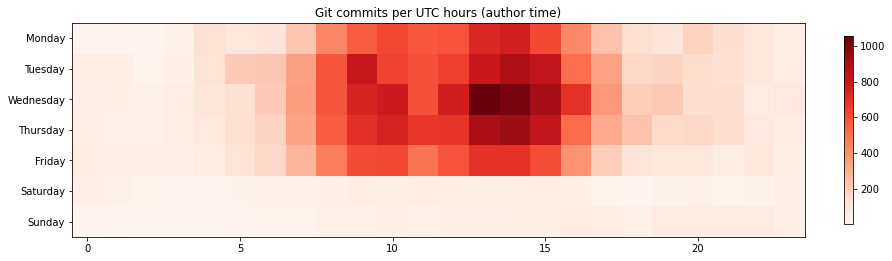 Git commits per UTC hours (author time)
Monday
Tuesday
Wednesday
Thursday
Friday
Saturday
Sunday
0 5 10 15 20
1000
800
600
400
200